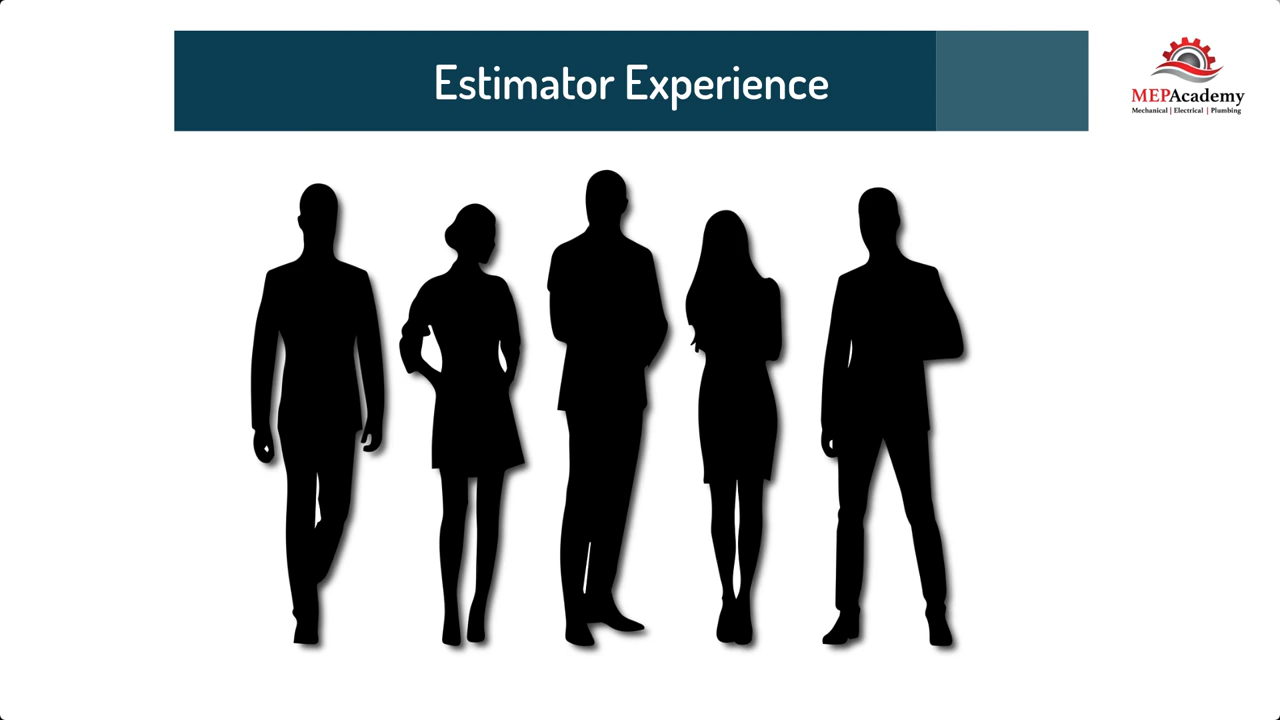 Estimator Experience
MEPAcademy
Mechanical | Electrical | Plumbing